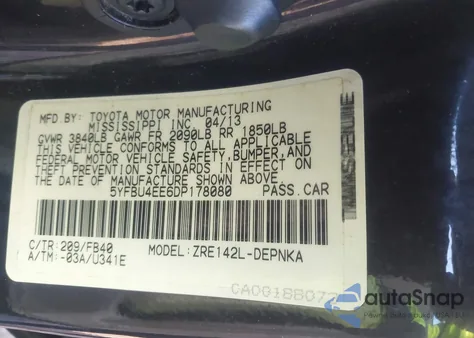 MFD BY: TOYOTA MOTOR MANUFACTURING
MISSISSIPPI INC 04/13
GVWR 3840LB GAWR FR 2090LB RR 1850LB
THIS VEHICLE CONFORMS TO ALL APPLICABLE
FEDERAL MOTOR VEHICLE SAFETY, BUMPER, AND
THEFT PREVENTION STANDARDS IN EFFECT ON THE
DATE OF MANUFACTURE SHOWN ABOVE.
5YFBU4EE6DP178080 PASS.CAR
C/TR: 209/FB40 MODEL: ZRE142L-DEPNKA
A/TM: -03A/U341E
autoSnap